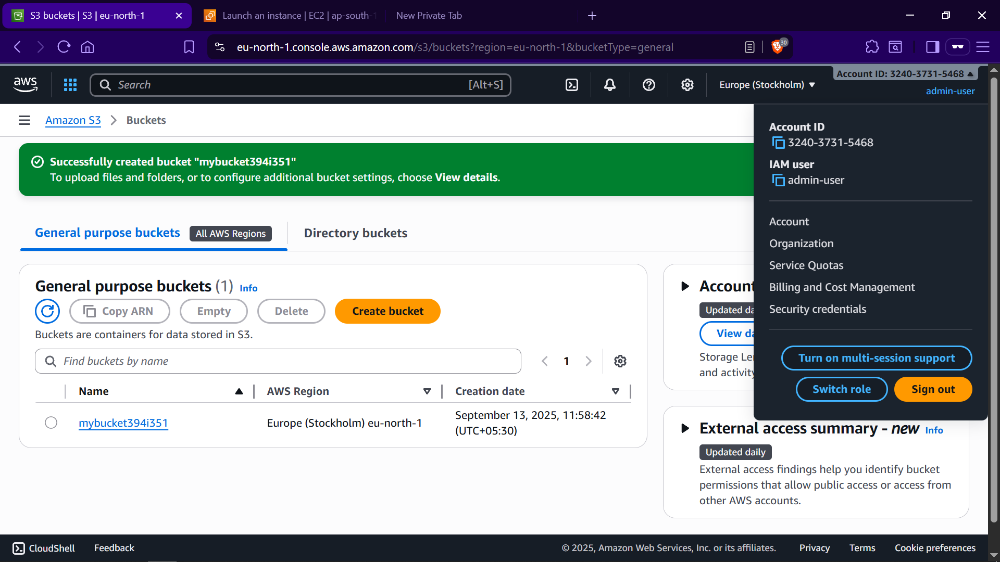 S3 buckets | S3 | eu-north-1
Launch an instance | EC2 | ap-south-1
New Private Tab
eu-north-1.console.aws.amazon.com/s3/buckets?region=eu-north-1&bucketType=general
30
aws
Search
[Alt+S]
Europe (Stockholm)
Account ID: 3240-3731-5468
admin-user
Amazon S3
Buckets
Account ID
3240-3731-5468
IAM user
admin-user
Account
Organization
Service Quotas
Billing and Cost Management
Security credentials
Turn on multi-session support
Switch role
Sign out
Successfully created bucket "mybucket394i351"
To upload files and folders, or to configure additional bucket settings, choose View details.
General purpose buckets
All AWS Regions
Directory buckets
General purpose buckets (1) Info
Copy ARN
Empty
Delete
Create bucket
Buckets are containers for data stored in S3.
Find buckets by name
1
Name
AWS Region
Creation date
mybucket394i351
Europe (Stockholm) eu-north-1
September 13, 2025, 11:58:42
(UTC+05:30)
Account
Updated da
View da
Storage Le
and activity
External access summary - new Info
Updated daily
External access findings help you identify bucket
permissions that allow public access or access from
other AWS accounts.
CloudShell
Feedback
© 2025, Amazon Web Services, Inc. or its affiliates.
Privacy
Terms
Cookie preferences